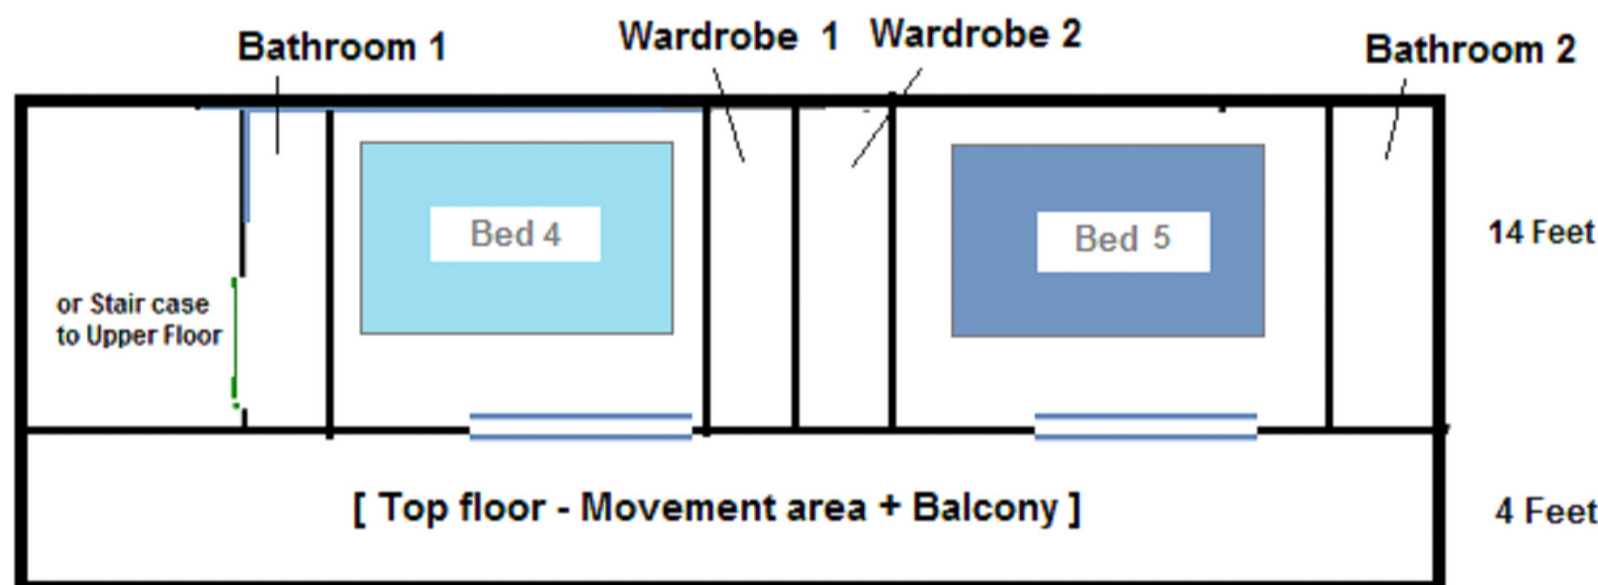 Bathroom 1
Wardrobe 1
Wardrobe 2
Bathroom 2
Bed 4
Bed 5
14 Feet
or Stair case
to Upper Floor
[ Top floor - Movement area + Balcony ]
4 Feet